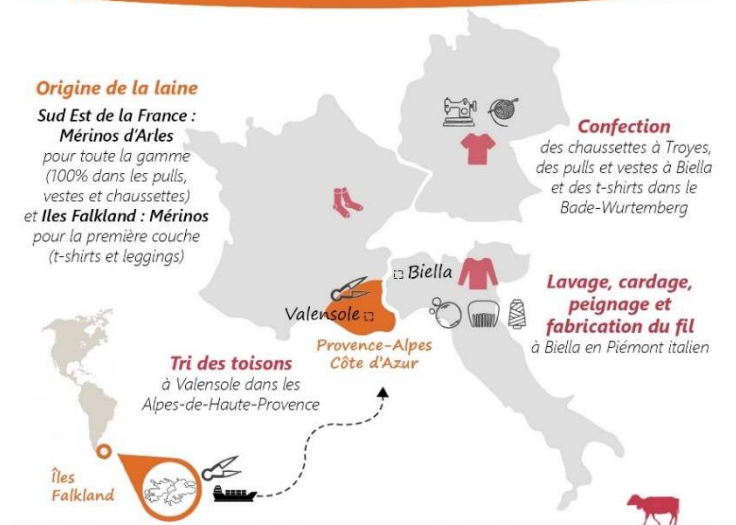 Origine de la laine
Sud Est de la France :
Mérinos d'Arles
pour toute la gamme
(100% dans les pulls,
vestes et chaussettes)
et Iles Falkland : Mérinos
pour la première couche
(t-shirts et leggings)
Confection
des chaussettes à Troyes,
des pulls et vestes à Biella
et des t-shirts dans le
Bade-Wurtemberg
Biella
Valensole
Provence-Alpes
Côte d'Azur
Lavage, cardage,
peignage et
fabrication du fil
à Biella en Piémont italien
Tri des toisons
à Valensole dans les
Alpes-de-Haute-Provence
Îles
Falkland